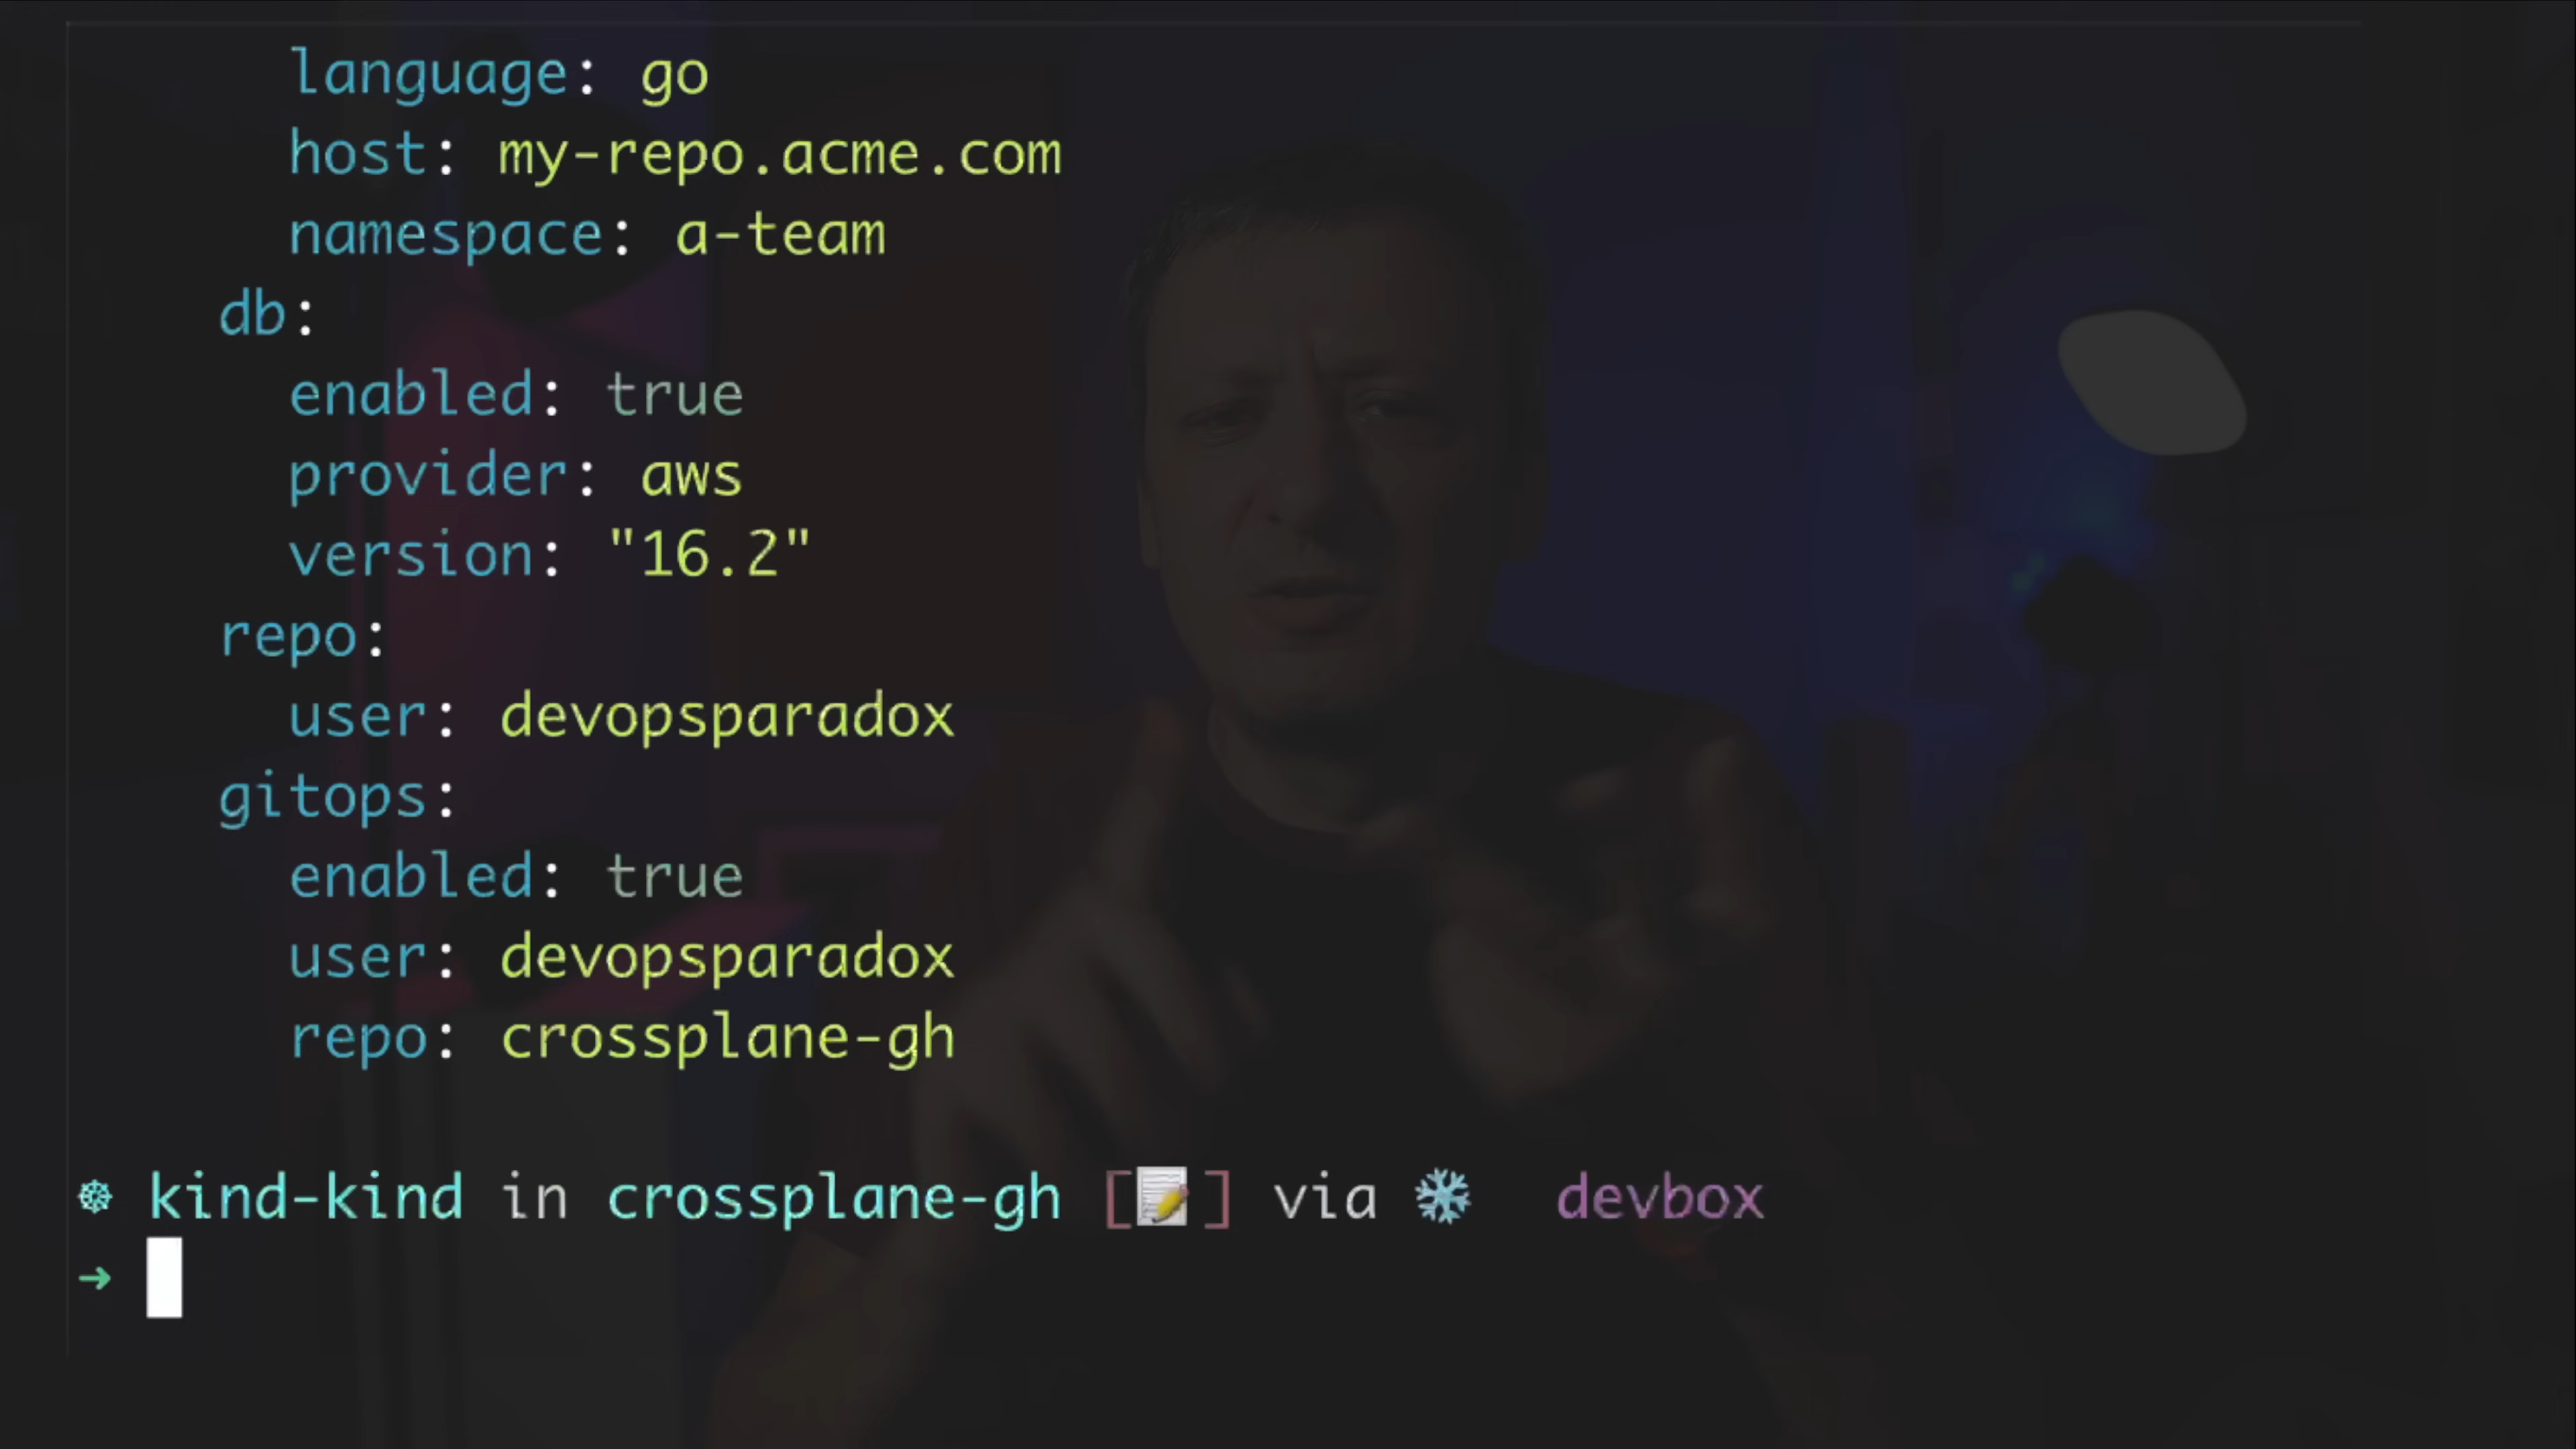 language: go
host: my-repo.acme.com
namespace: a-team
db:
enabled: true
provider: aws
version: "16.2"
repo:
user: devopsparadox
gitops:
enabled: true
user: devopsparadox
repo: crossplane-gh
☸ kind-kind in crossplane-gh [📝] via ❄ devbox
➜